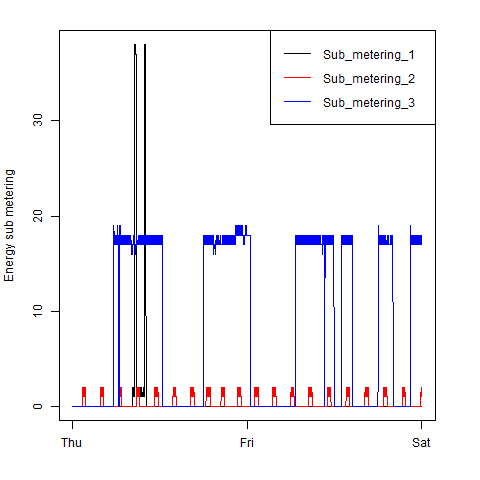 Sub_metering_1
Sub_metering_2
Sub_metering_3
Energy sub metering
30
20
10
0
Thu
Fri
Sat